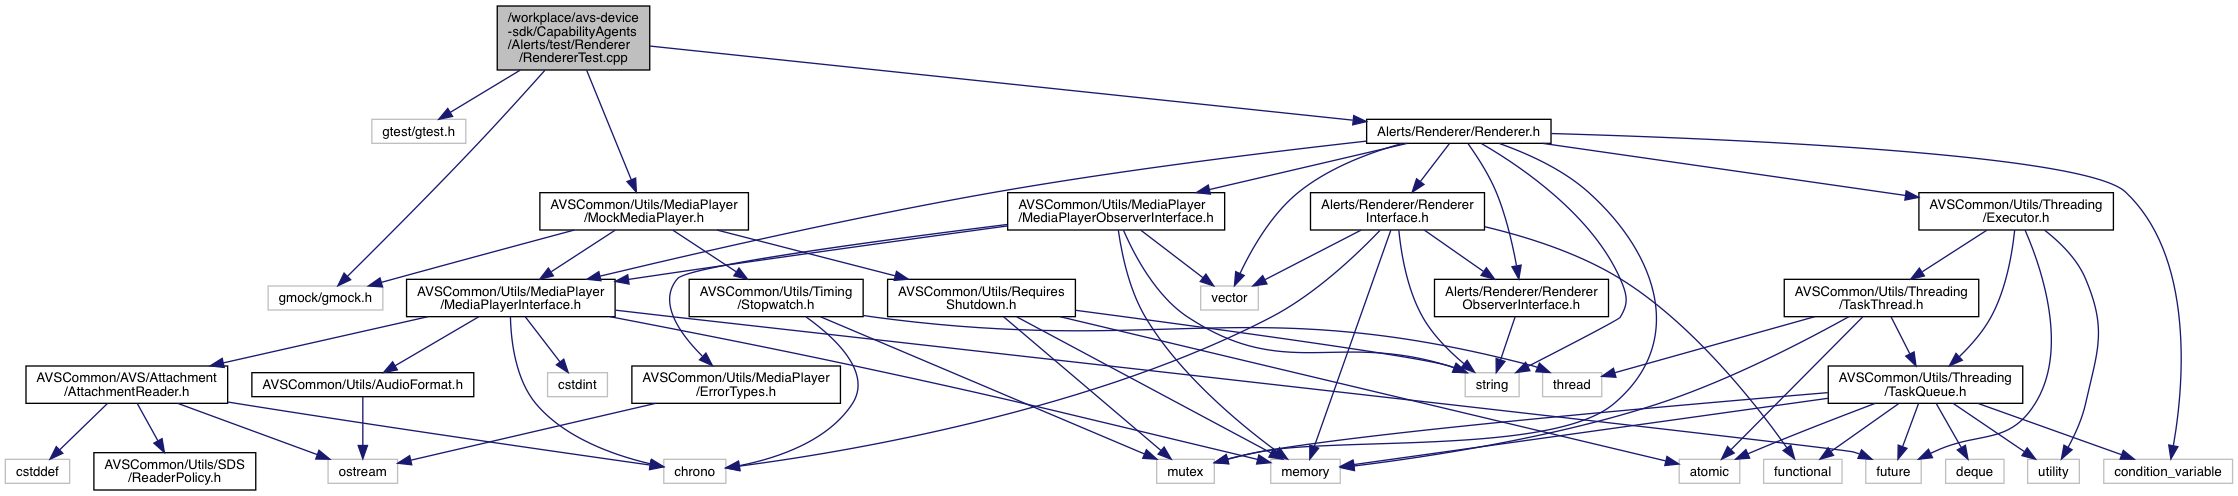 /workplace/avs-device
-sdk/CapabilityAgents
/Alerts/test/Renderer
/RendererTest.cpp
gtest/gtest.h
Alerts/Renderer/Renderer.h
AVSCommon/Utils/MediaPlayer
/MockMediaPlayer.h
AVSCommon/Utils/MediaPlayer
/MediaPlayerObserverInterface.h
Alerts/Renderer/Renderer
Interface.h
AVSCommon/Utils/Threading
/Executor.h
gmock/gmock.h
AVSCommon/Utils/MediaPlayer
/MediaPlayerInterface.h
AVSCommon/Utils/Timing
/Stopwatch.h
AVSCommon/Utils/Requires
Shutdown.h
vector
Alerts/Renderer/Renderer
ObserverInterface.h
AVSCommon/Utils/Threading
/TaskThread.h
AVSCommon/AVS/Attachment
/AttachmentReader.h
AVSCommon/Utils/AudioFormat.h
cstdint
AVSCommon/Utils/MediaPlayer
/ErrorTypes.h
string
thread
AVSCommon/Utils/Threading
/TaskQueue.h
cstddef
AVSCommon/Utils/SDS
/ReaderPolicy.h
ostream
chrono
mutex
memory
atomic
functional
future
deque
utility
condition_variable